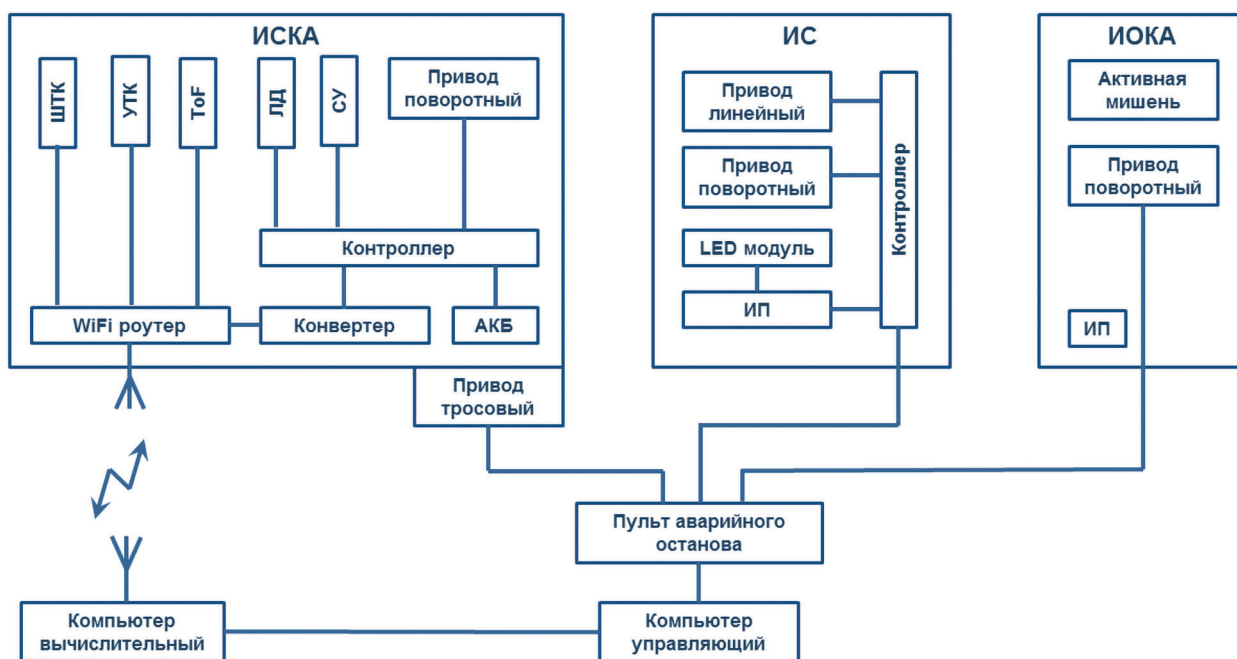 ИСКА
ШТК
УТК
ToF
ЛД
СУ
Привод
поворотный
Контроллер
WiFi роутер
Конвертер
АКБ
Привод
тросовый
ИС
Привод
линейный
Привод
поворотный
LED модуль
ИП
Контроллер
ИОКА
Активная
мишень
Привод
поворотный
ИП
Пульт аварийного
останова
Компьютер
вычислительный
Компьютер
управляющий